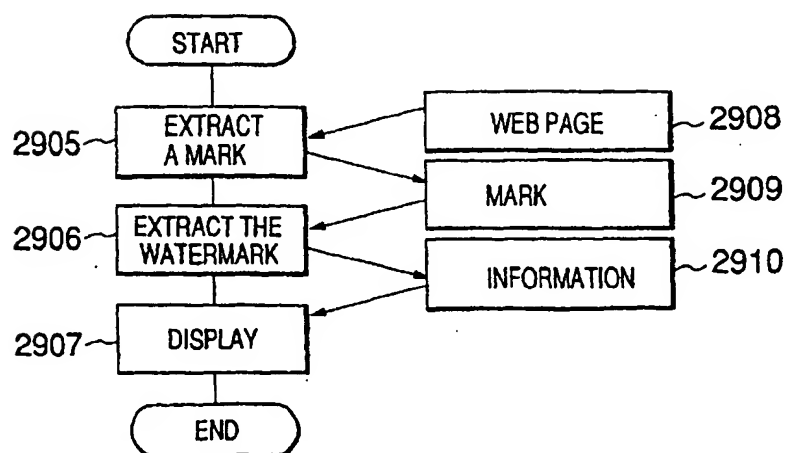 START
2905
EXTRACT
A MARK
WEB PAGE
2908
MARK
2909
2906
EXTRACT THE
WATERMARK
INFORMATION
2910
2907
DISPLAY
END